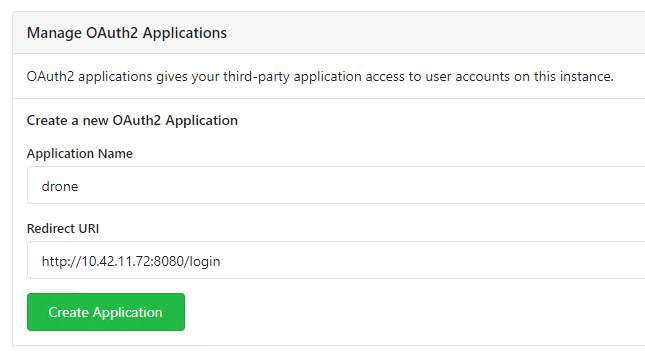 Manage OAuth2 Applications
OAuth2 applications gives your third-party application access to user accounts on this instance.
Create a new OAuth2 Application
Application Name
drone
Redirect URI
http://10.42.11.72:8080/login
Create Application